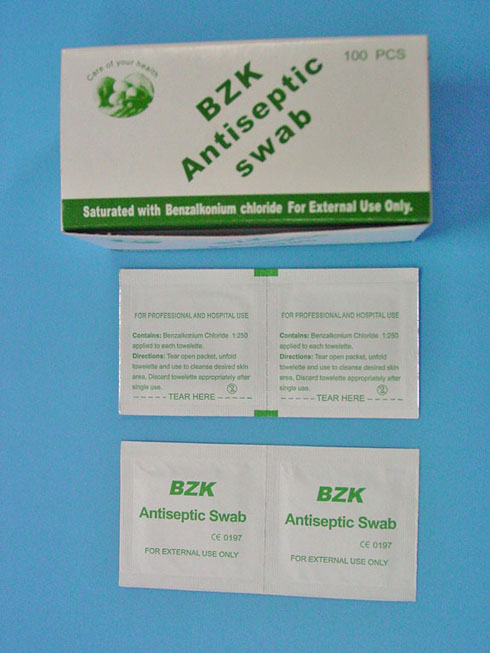 Care of your health
100 PCS
BZK
Antiseptic
swab
Saturated with Benzalkonium chloride For External Use Only.
FOR PROFESSIONAL AND HOSPITAL USE
Contains: Benzalkonium Chloride 1:250
applied to each towelette.
Directions: Tear open packet, unfold
towelette and use to cleanse desired skin
area. Discard towelette appropriately after
single use.
TEAR HERE
FOR PROFESSIONAL AND HOSPITAL USE
Contains: Benzalkonium Chloride 1:250
applied to each towelette.
Directions: Tear open packet, unfold
towelette and use to cleanse desired skin
area. Discard towelette appropriately after
single use.
TEAR HERE
BZK
Antiseptic Swab
CE 0197
FOR EXTERNAL USE ONLY
BZK
Antiseptic Swab
CE 0197
FOR EXTERNAL USE ONLY